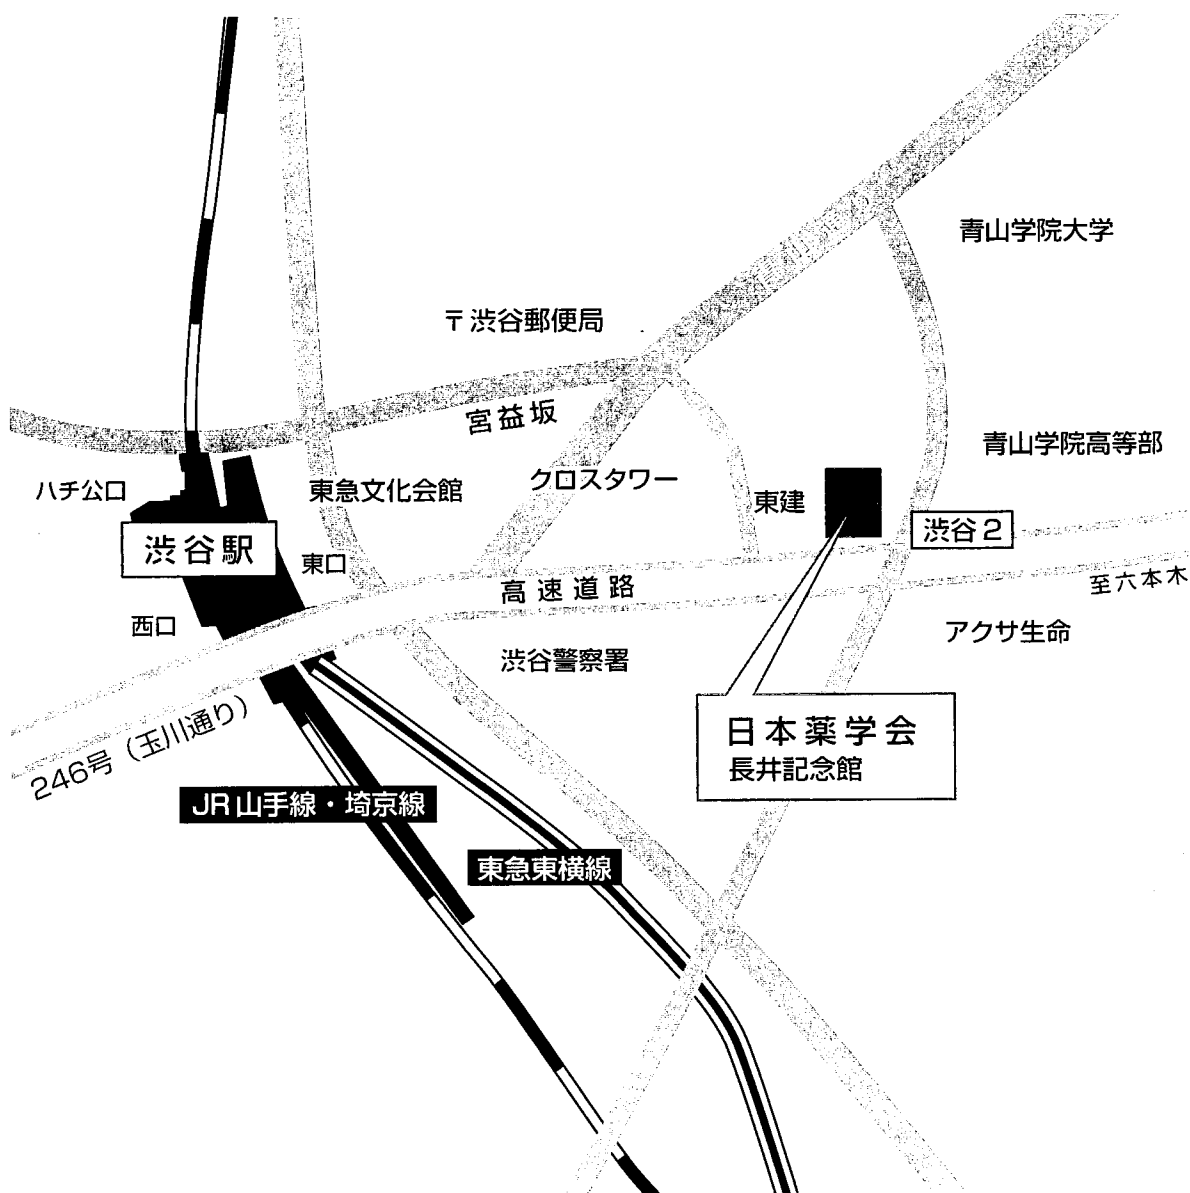 青山通り
青山学院大学
〒渋谷郵便局
宮益坂
青山学院高等部
ハチ公口
東急文化会館
クロスタワー
東建
渋谷2
渋谷駅
東口
高速道路
至六本木
西口
渋谷警察署
アクサ生命
246号(玉川通り)
日本薬学会
長井記念館
JR山手線・埼京線
東急東横線